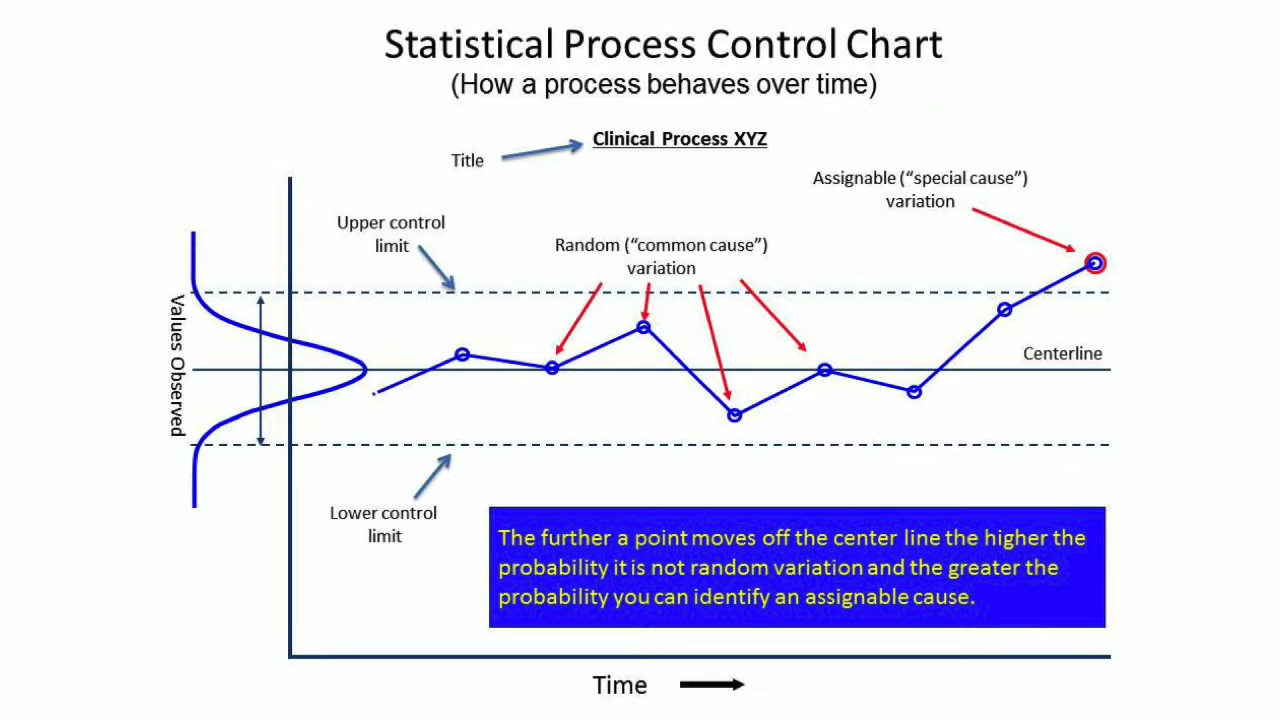 Statistical Process Control Chart
(How a process behaves over time)
Clinical Process XYZ
Title
Assignable (“special cause”)
variation
Upper control
limit
Random (“common cause”)
variation
Values Observed
Centerline
Lower control
limit
The further a point moves off the center line the higher the
probability it is not random variation and the greater the
probability you can identify an assignable cause.
Time